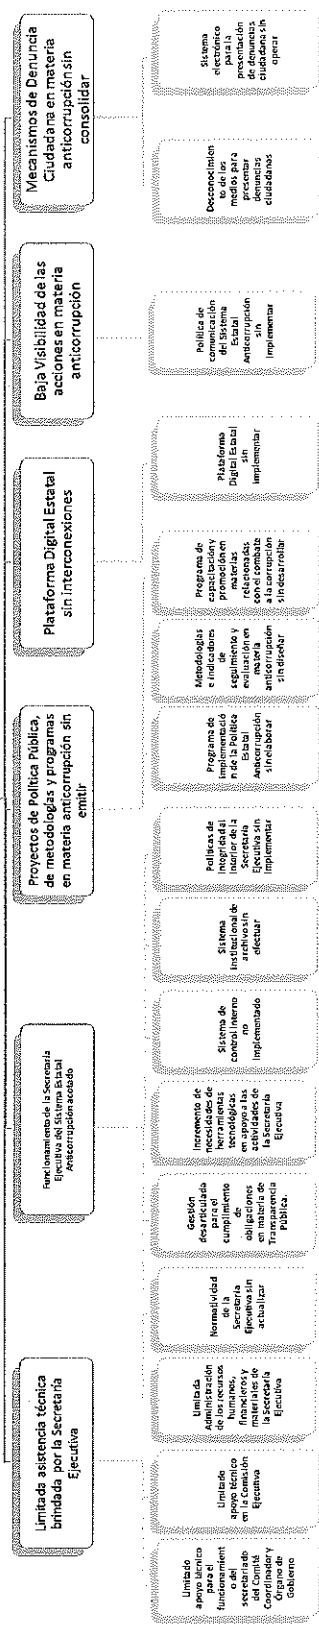 Limitada asistencia técnica
brindada por la Secretaría
Ejecutiva
Funcionamiento de la Secretaría
Ejecutiva del Sistema Estatal
Anticorrupción acotado
Proyectos de Política Pública,
de metodologías y programas
en materia anticorrupción sin
emitir
Plataforma Digital Estatal
sin interconexiones
Baja Visibilidad de las
acciones en materia
anticorrupción
Mecanismos de Denuncia
Ciudadana en materia
anticorrupción sin
consolidar
Limitado
apoyo técnico
para el
funcionamient
o del
secretariado
del Comité
Coordinador y
Órgano de
Gobierno
Limitado
apoyo técnico
en la Comisión
Ejecutiva
Limitada
Administración
de los recursos
humanos,
financieros y
materiales de
la Secretaría
Ejecutiva
Normatividad
de la
Secretaría
Ejecutiva sin
actualizar
Gestión
desarticulada
para el
cumplimiento
de
obligaciones
en materia de
Transparencia
Pública.
Incremento de
necesidades de
herramientas
tecnológicas
en apoyo a las
actividades de
la Secretaría
Ejecutiva
Sistema de
control interno
no
implementado
Sistema
institucional de
archivo sin
efectuar
Políticas de
integridad al
interior de la
Secretaría
Ejecutiva sin
implementar
Programa de
implementació
n de la Política
Estatal
Anticorrupción
sin elaborar
Metodologías
e indicadores
de
seguimiento y
evaluación en
materia
anticorrupción
sin diseñar
Programa de
capacitación y
promoción en
materias
relacionadas
con el combate
a la corrupción
sin desarrollar
Plataforma
Digital Estatal
sin
implementar
Política de
comunicación
del Sistema
Estatal
Anticorrupción
sin
implementar
Desconocimien
to de los
medios para
presentar
denuncias
ciudadanas
Sistema
electrónico
para la
presentación
de denuncias
ciudadana sin
operar